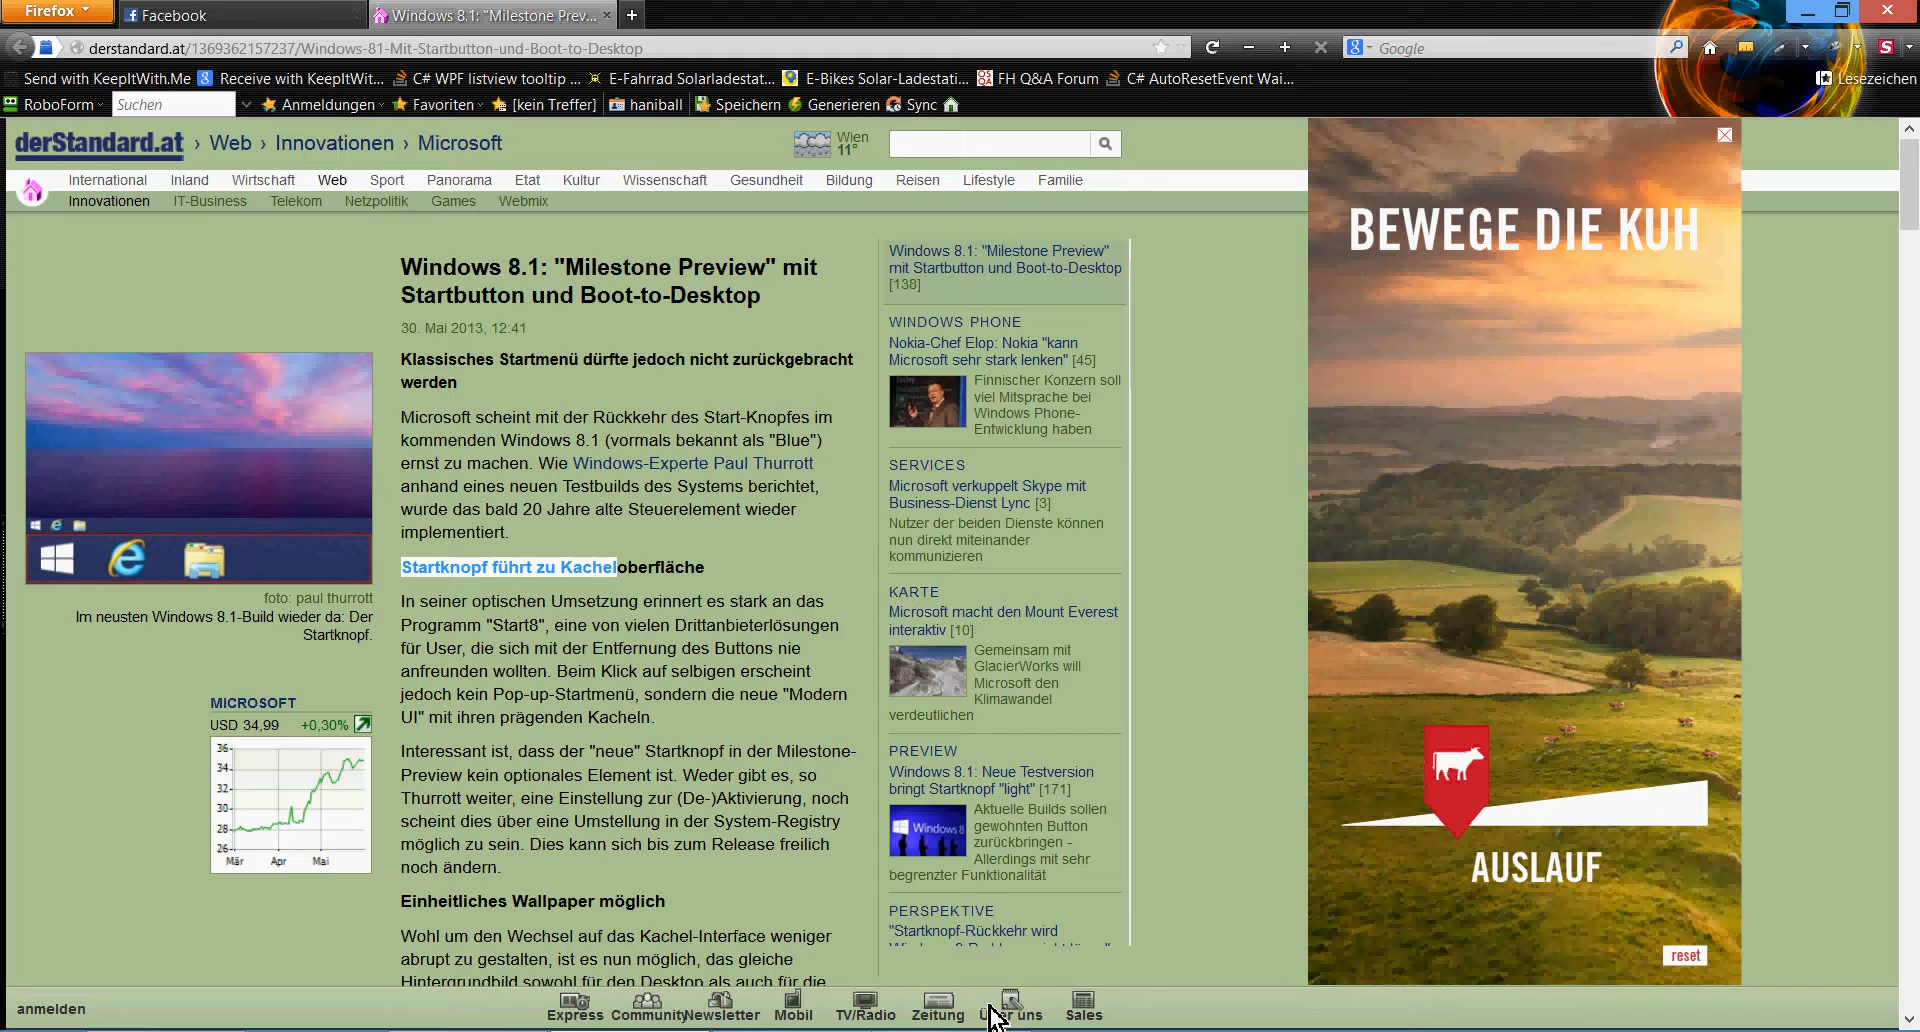 Firefox
Facebook
Windows 8.1: "Milestone Prev...
derstandard.at/1369362157237/Windows-81-Mit-Startbutton-und-Boot-to-Desktop
Google
Send with KeepItWith.Me
Receive with KeepItWit...
C# WPF listview tooltip ...
E-Fahrrad Solarladestat...
E-Bikes Solar-Ladestati...
FH Q&A Forum
C# AutoResetEvent Wai...
Lesezeichen
RoboForm
Suchen
Anmeldungen
Favoriten
[kein Treffer]
haniball
Speichern
Generieren
Sync
derStandard.at › Web › Innovationen › Microsoft
Wien
11°
International Inland Wirtschaft Web Sport Panorama Etat Kultur Wissenschaft Gesundheit Bildung Reisen Lifestyle Familie
Innovationen IT-Business Telekom Netzpolitik Games Webmix
Windows 8.1: "Milestone Preview" mit
Startbutton und Boot-to-Desktop
30. Mai 2013, 12:41
Klassisches Startmenü dürfte jedoch nicht zurückgebracht
werden
Microsoft scheint mit der Rückkehr des Start-Knopfes im
kommenden Windows 8.1 (vormals bekannt als "Blue")
ernst zu machen. Wie Windows-Experte Paul Thurrott
anhand eines neuen Testbuilds des Systems berichtet,
wurde das bald 20 Jahre alte Steuerelement wieder
implementiert.
Startknopf führt zu Kacheloberfläche
In seiner optischen Umsetzung erinnert es stark an das
Programm "Start8", eine von vielen Drittanbieterlösungen
für User, die sich mit der Entfernung des Buttons nie
anfreunden wollten. Beim Klick auf selbigen erscheint
jedoch kein Pop-up-Startmenü, sondern die neue "Modern
UI" mit ihren prägenden Kacheln.
Interessant ist, dass der "neue" Startknopf in der Milestone-
Preview kein optionales Element ist. Weder gibt es, so
Thurrott weiter, eine Einstellung zur (De-)Aktivierung, noch
scheint dies über eine Umstellung in der System-Registry
möglich zu sein. Dies kann sich bis zum Release freilich
noch ändern.
Einheitliches Wallpaper möglich
Wohl um den Wechsel auf das Kachel-Interface weniger
abrupt zu gestalten, ist es nun möglich, das gleiche
Hintergrundbild sowohl für den Desktop als auch für die
foto: paul thurrott
Im neusten Windows 8.1-Build wieder da: Der
Startknopf.
MICROSOFT
USD 34,99 +0,30%
36
34
32
30
28
26
Mär Apr Mai
Windows 8.1: "Milestone Preview"
mit Startbutton und Boot-to-Desktop
[138]
WINDOWS PHONE
Nokia-Chef Elop: Nokia "kann
Microsoft sehr stark lenken" [45]
Finnischer Konzern soll
viel Mitsprache bei
Windows Phone-
Entwicklung haben
SERVICES
Microsoft verkuppelt Skype mit
Business-Dienst Lync [3]
Nutzer der beiden Dienste können
nun direkt miteinander
kommunizieren
KARTE
Microsoft macht den Mount Everest
interaktiv [10]
Gemeinsam mit
GlacierWorks will
Microsoft den
Klimawandel
verdeutlichen
PREVIEW
Windows 8.1: Neue Testversion
bringt Startknopf "light" [171]
Windows 8
Aktuelle Builds sollen
gewohnten Button
zurückbringen -
Allerdings mit sehr
begrenzter Funktionalität
PERSPEKTIVE
"Startknopf-Rückkehr wird
BEWEGE DIE KUH
AUSLAUF
reset
anmelden
Express
Community
Newsletter
Mobil
TV/Radio
Zeitung
Über uns
Sales